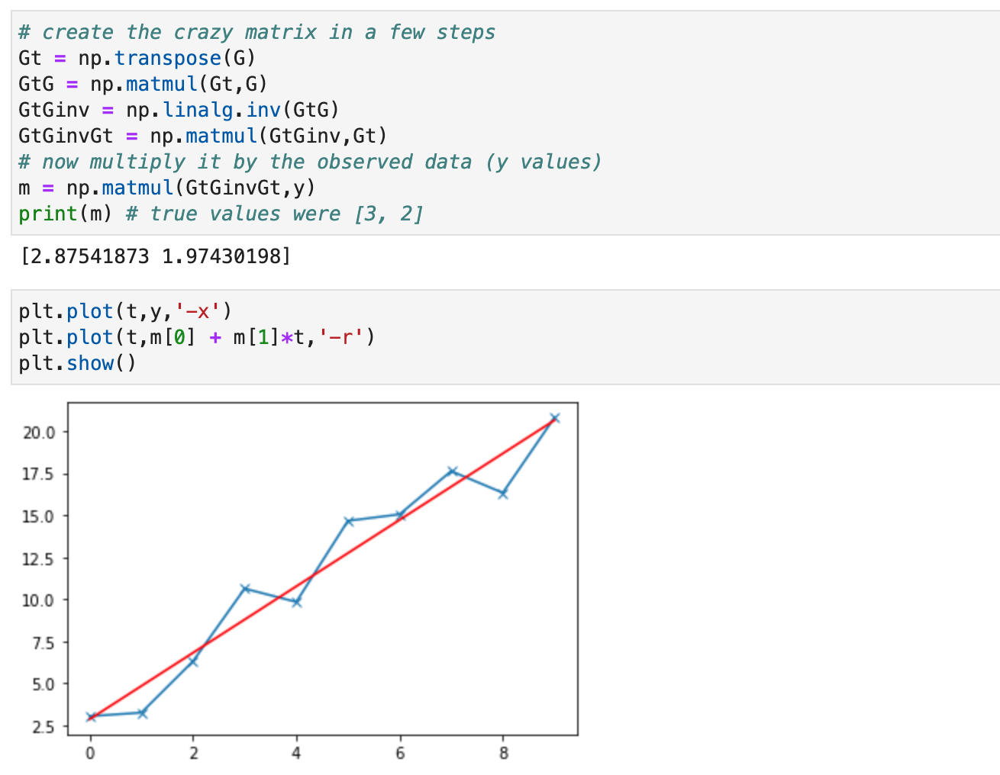 # create the crazy matrix in a few steps
Gt = np.transpose(G)
GtG = np.matmul(Gt,G)
GtGinv = np.linalg.inv(GtG)
GtGinvGt = np.matmul(GtGinv,Gt)
# now multiply it by the observed data (y values)
m = np.matmul(GtGinvGt,y)
print(m) # true values were [3, 2]
[2.87541873 1.97430198]
plt.plot(t,y,'-x')
plt.plot(t,m[0] + m[1]*t,'-r')
plt.show()
20.0
17.5
15.0
12.5
10.0
7.5
5.0
2.5
0 2 4 6 8